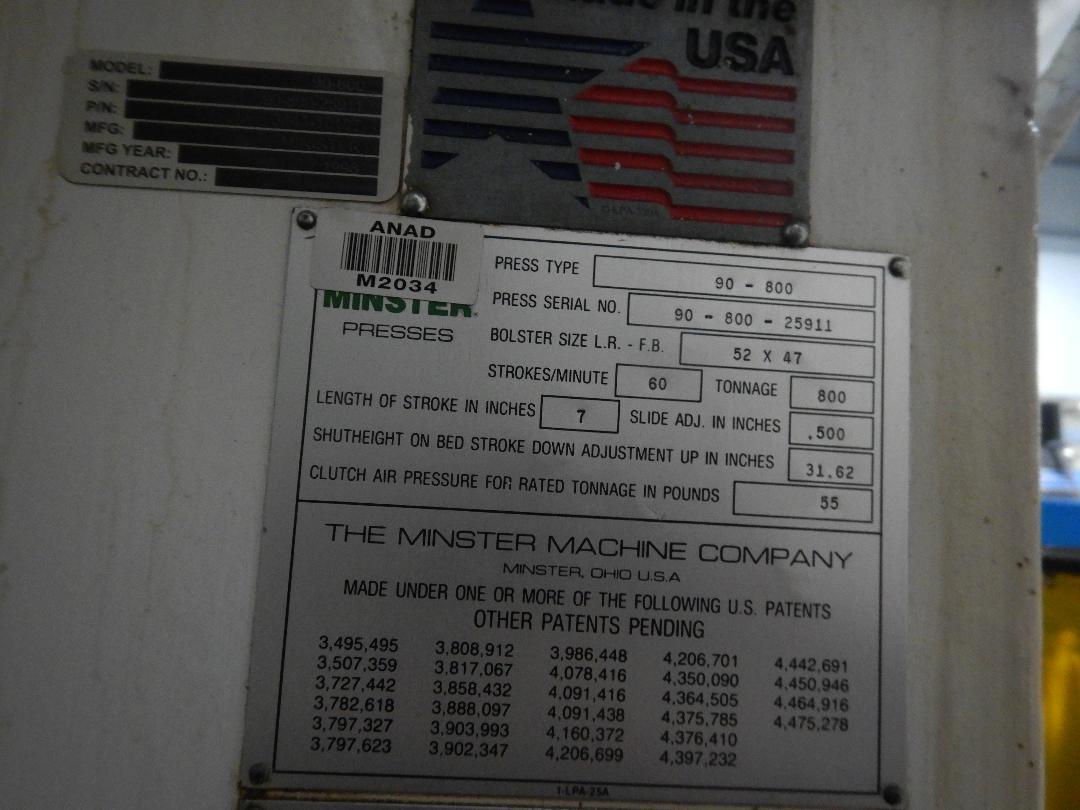 Made in the
USA
MODEL: 90-800
S/N:
P/N:
MFG:
MFG YEAR:
CONTRACT NO.:
ANAD
M2034
MINSTER
PRESSES
PRESS TYPE 90 - 800
PRESS SERIAL NO. 90 - 800 - 25911
BOLSTER SIZE L.R. - F.B. 52 X 47
STROKES/MINUTE 60 TONNAGE 800
LENGTH OF STROKE IN INCHES 7 SLIDE ADJ. IN INCHES .500
SHUTHEIGHT ON BED STROKE DOWN ADJUSTMENT UP IN INCHES 31.62
CLUTCH AIR PRESSURE FOR RATED TONNAGE IN POUNDS 55
THE MINSTER MACHINE COMPANY
MINSTER, OHIO U.S.A
MADE UNDER ONE OR MORE OF THE FOLLOWING U.S. PATENTS
OTHER PATENTS PENDING
3,495,495 3,808,912 3,986,448 4,206,701 4,442,691
3,507,359 3,817,067 4,078,416 4,350,090 4,450,946
3,727,442 3,858,432 4,091,416 4,364,505 4,464,916
3,782,618 3,888,097 4,091,438 4,375,785 4,475,278
3,797,327 3,903,993 4,160,372 4,376,410
3,797,623 3,902,347 4,206,699 4,397,232
1-LPA-25A